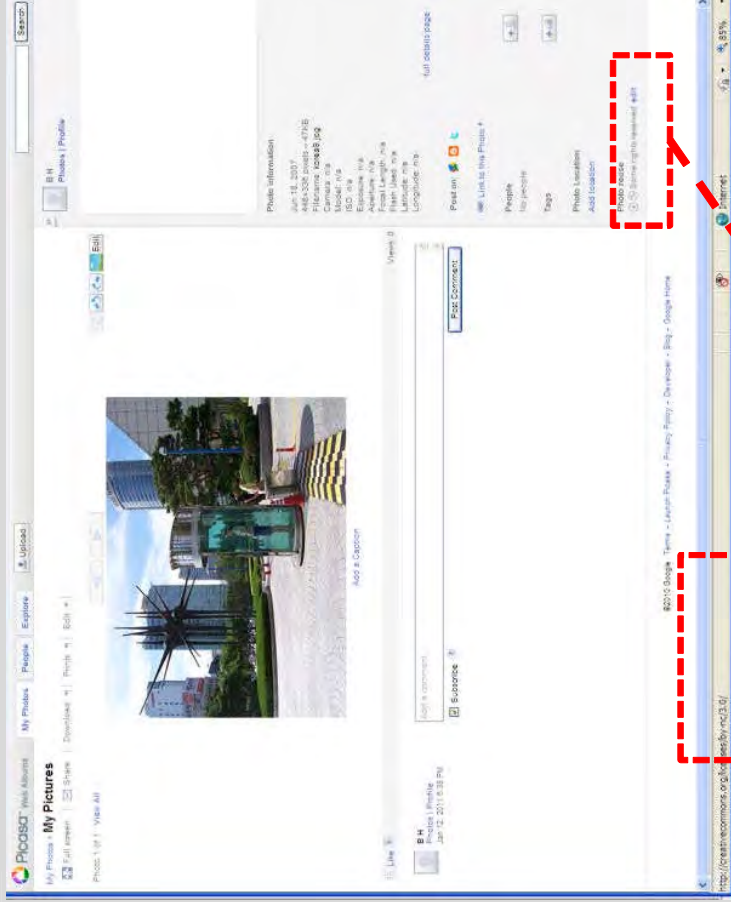 Picasa Web Albums
My Photos People Explore Upload
Search
My Photos > My Pictures
Full screen Share Download Prints Edit
Photo 1 of 1 View All
Edit
Add a Caption
Like
Views: 0
B H
Photos | Profile
Jan 12, 2011 5:38 PM
Add a comment
Subscribe
Post Comment
©2010 Google Terms - Launch Picasa - Privacy Policy - Developer - Blog - Google Home
B H
Photos | Profile
Photo information
Jun 18, 2007
pixels – 47KB
Filename: korea9.jpg
Camera: n/a
Model: n/a
ISO: n/a
Exposure: n/a
Aperture: n/a
Focal Length: n/a
Flash Used: n/a
Latitude: n/a
Longitude: n/a
full details page
Post on:
Link to this Photo
People
No people
Tags
Photo Location
Add location
Photo reuse
Some rights reserved edit
http://creativecommons.org/licenses/by-nc/3.0/
Internet
85%